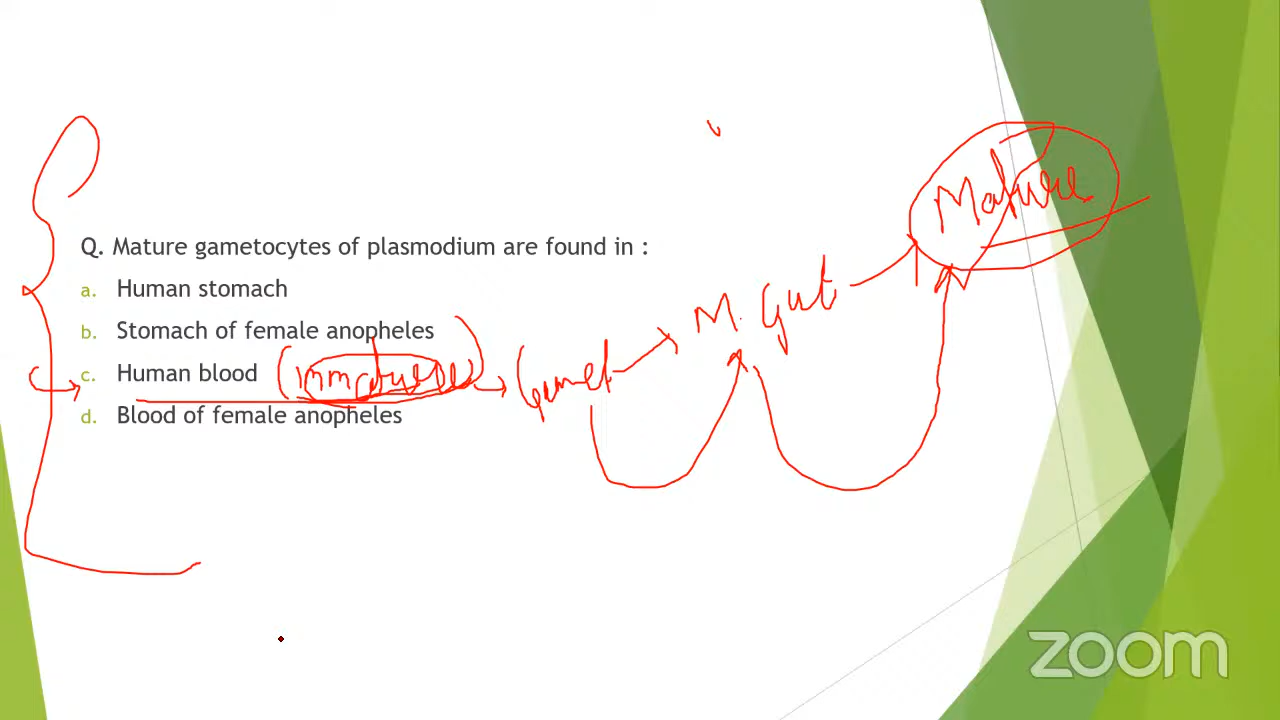 Mature
Q. Mature gametocytes of plasmodium are found in :
a. Human stomach
M. Gut
b. Stomach of female anopheles
c. Human blood (immature) Gamet
d. Blood of female anopheles
zoom